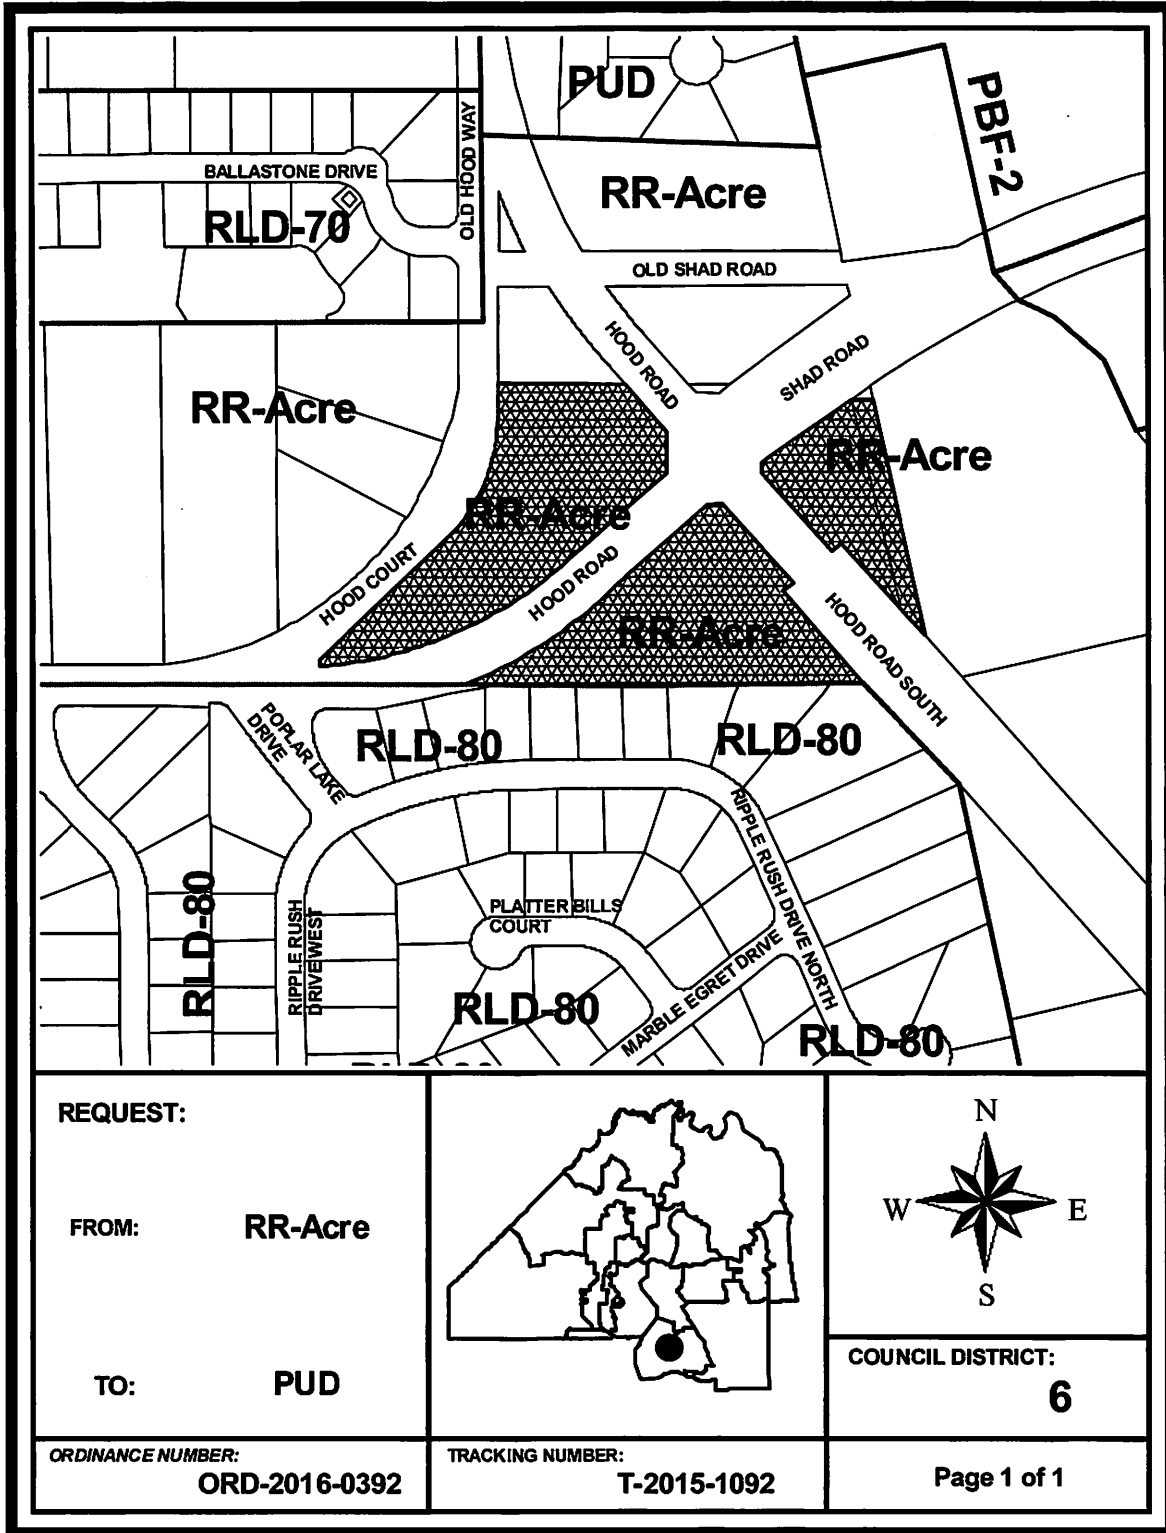 PUD
PBF-2
OLD HOOD WAY
BALLASTONE DRIVE
RR-Acre
RLD-70
OLD SHAD ROAD
HOOD ROAD
SHAD ROAD
RR-Acre
RR-Acre
RR-Acre
HOOD COURT
HOOD ROAD
RR-Acre
HOOD ROAD SOUTH
POPLAR LAKE
DRIVE
RLD-80
RLD-80
RIPPLE RUSH DRIVE NORTH
RLD-80
RIPPLE RUSH
DRIVE WEST
PLATTER BILLS
COURT
MARBLE EGRET DRIVE
RLD-80
RLD-80
REQUEST:
FROM: RR-Acre
TO: PUD
N
W E
S
COUNCIL DISTRICT:
6
ORDINANCE NUMBER:
ORD-2016-0392
TRACKING NUMBER:
T-2015-1092
Page 1 of 1